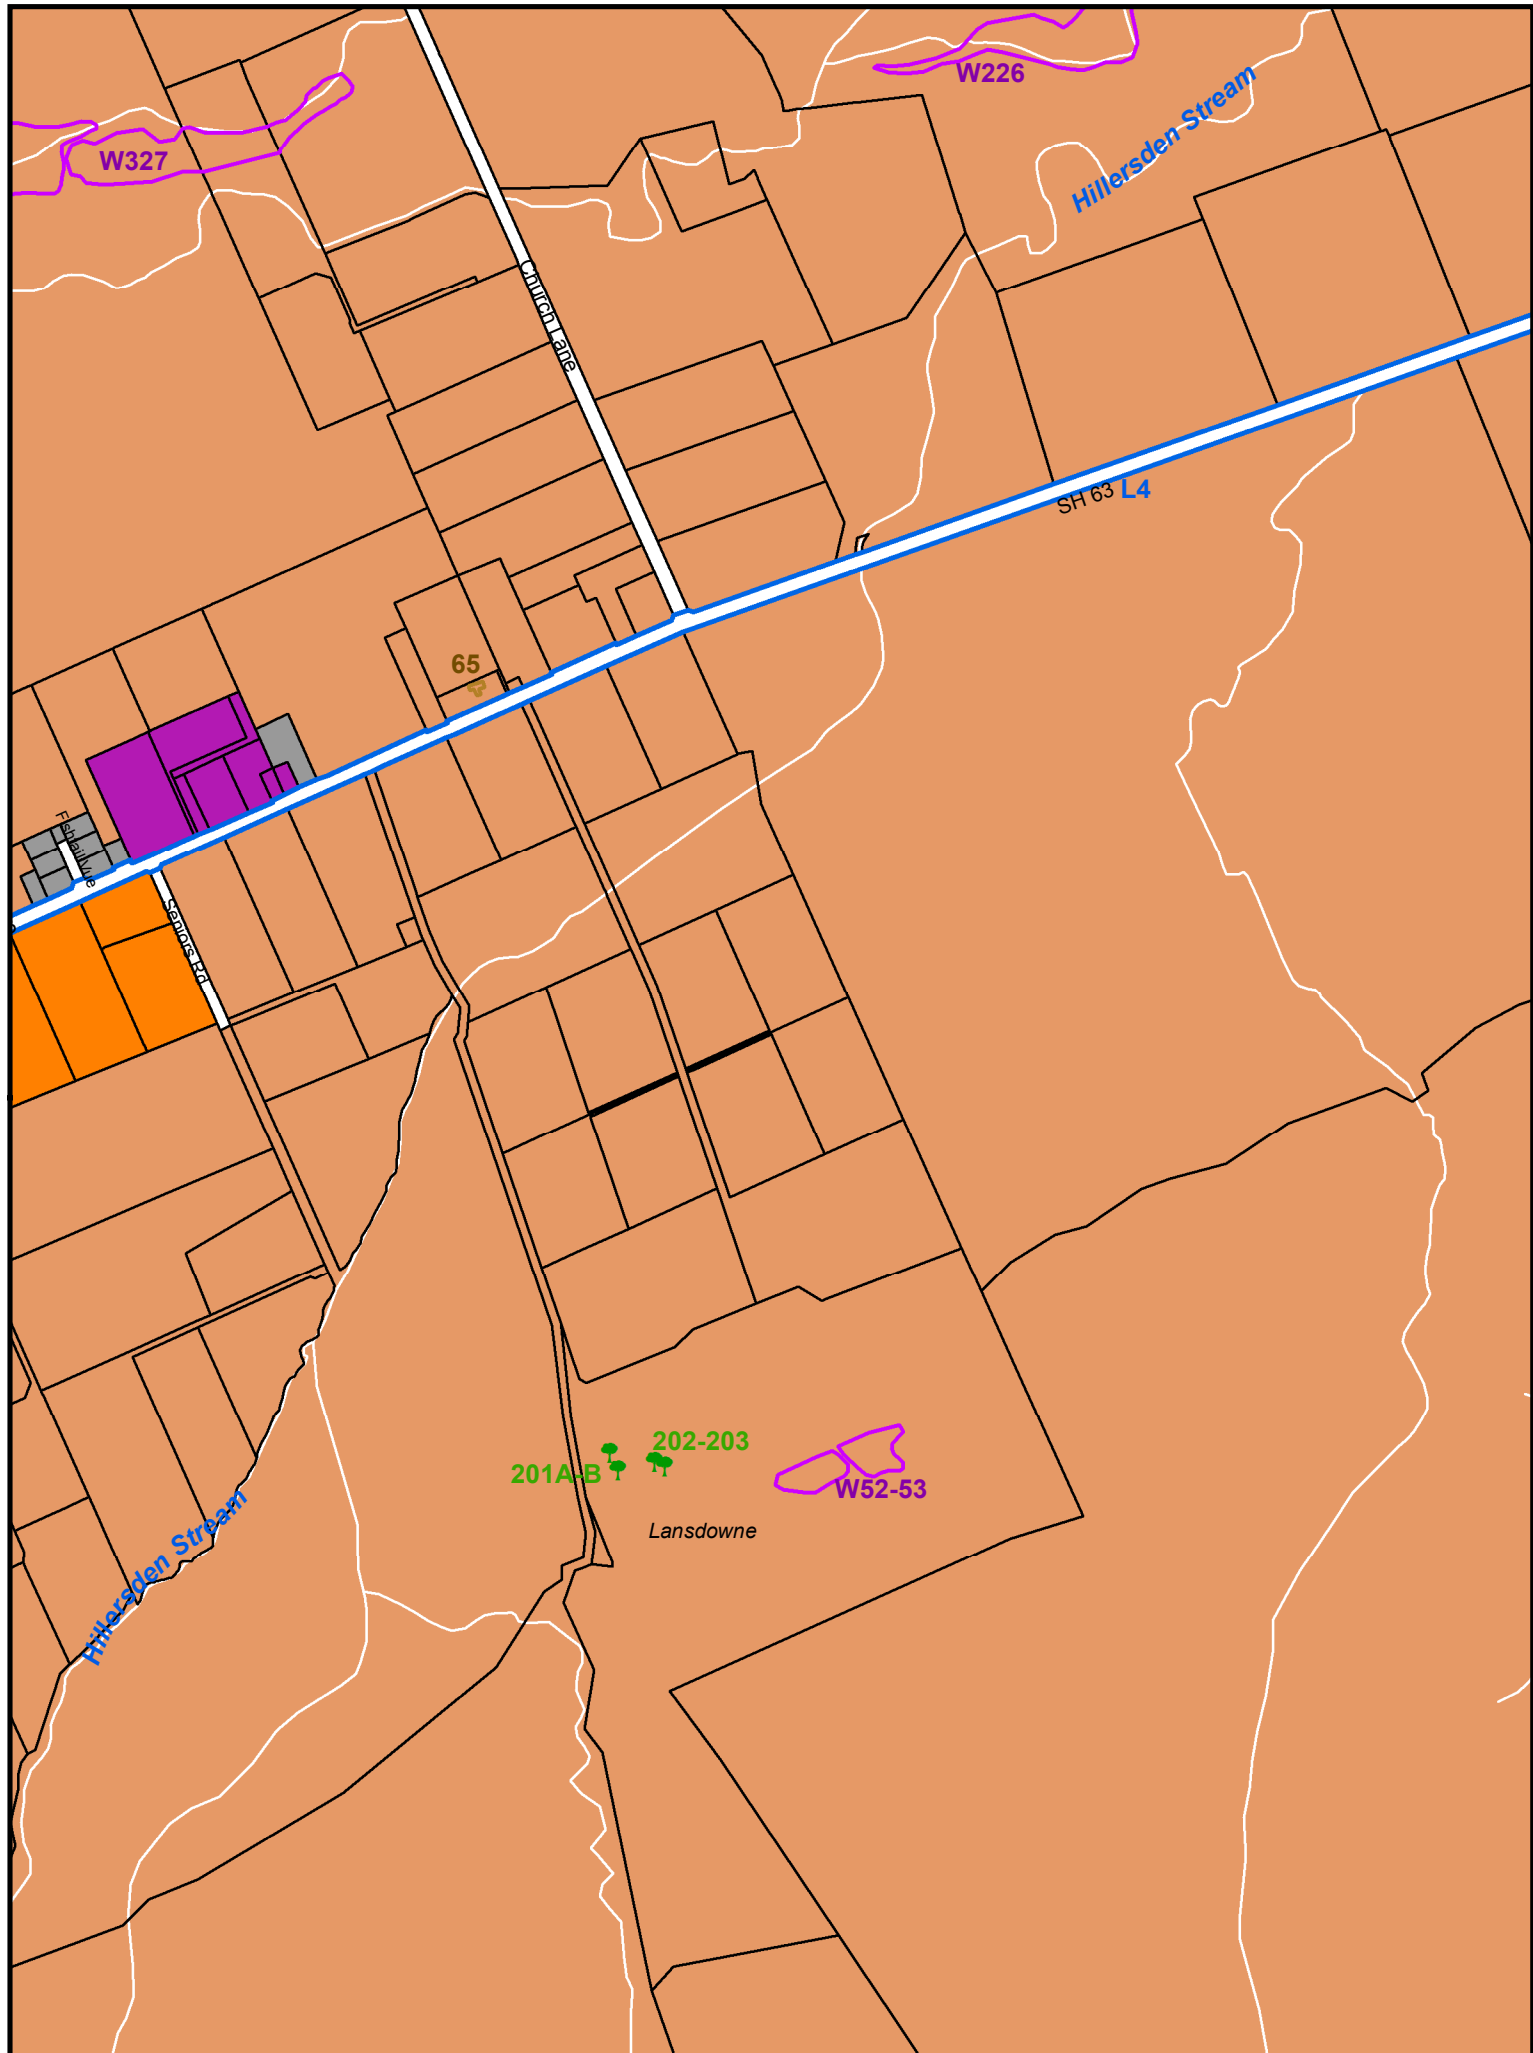 W226
Hillersden Stream
W327
Church Lane
SH 63 L4
65
Seniors Rd
202-203
201A-B
W52-53
Lansdowne
Hillersden Stream